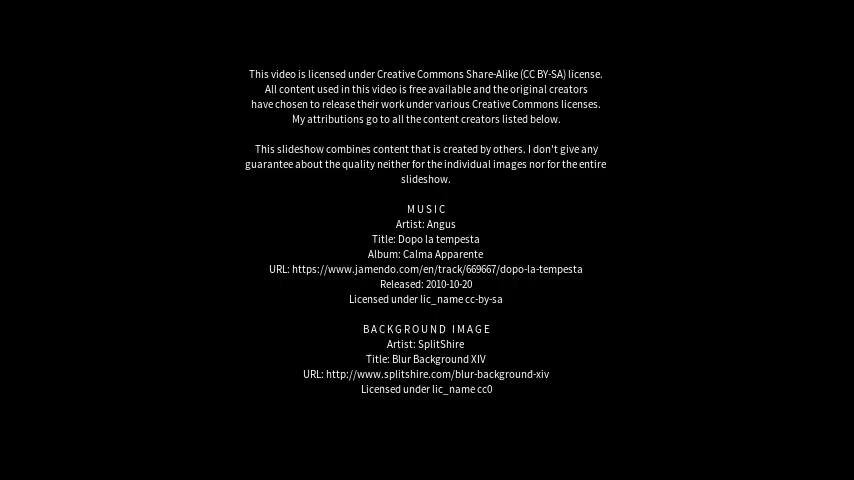 This video is licensed under Creative Commons Share-Alike (CC BY-SA) license.
All content used in this video is free available and the original creators
have chosen to release their work under various Creative Commons licenses.
My attributions go to all the content creators listed below.
This slideshow combines content that is created by others. I don't give any
guarantee about the quality neither for the individual images nor for the entire
slideshow.
MUSIC
Artist: Angus
Title: Dopo la tempesta
Album: Calma Apparente
URL: https://www.jamendo.com/en/track/669667/dopo-la-tempesta
Released: 2010-10-20
Licensed under lic_name cc-by-sa
BACKGROUND IMAGE
Artist: SplitShire
Title: Blur Background XIV
URL: http://www.splitshire.com/blur-background-xiv
Licensed under lic_name cc0